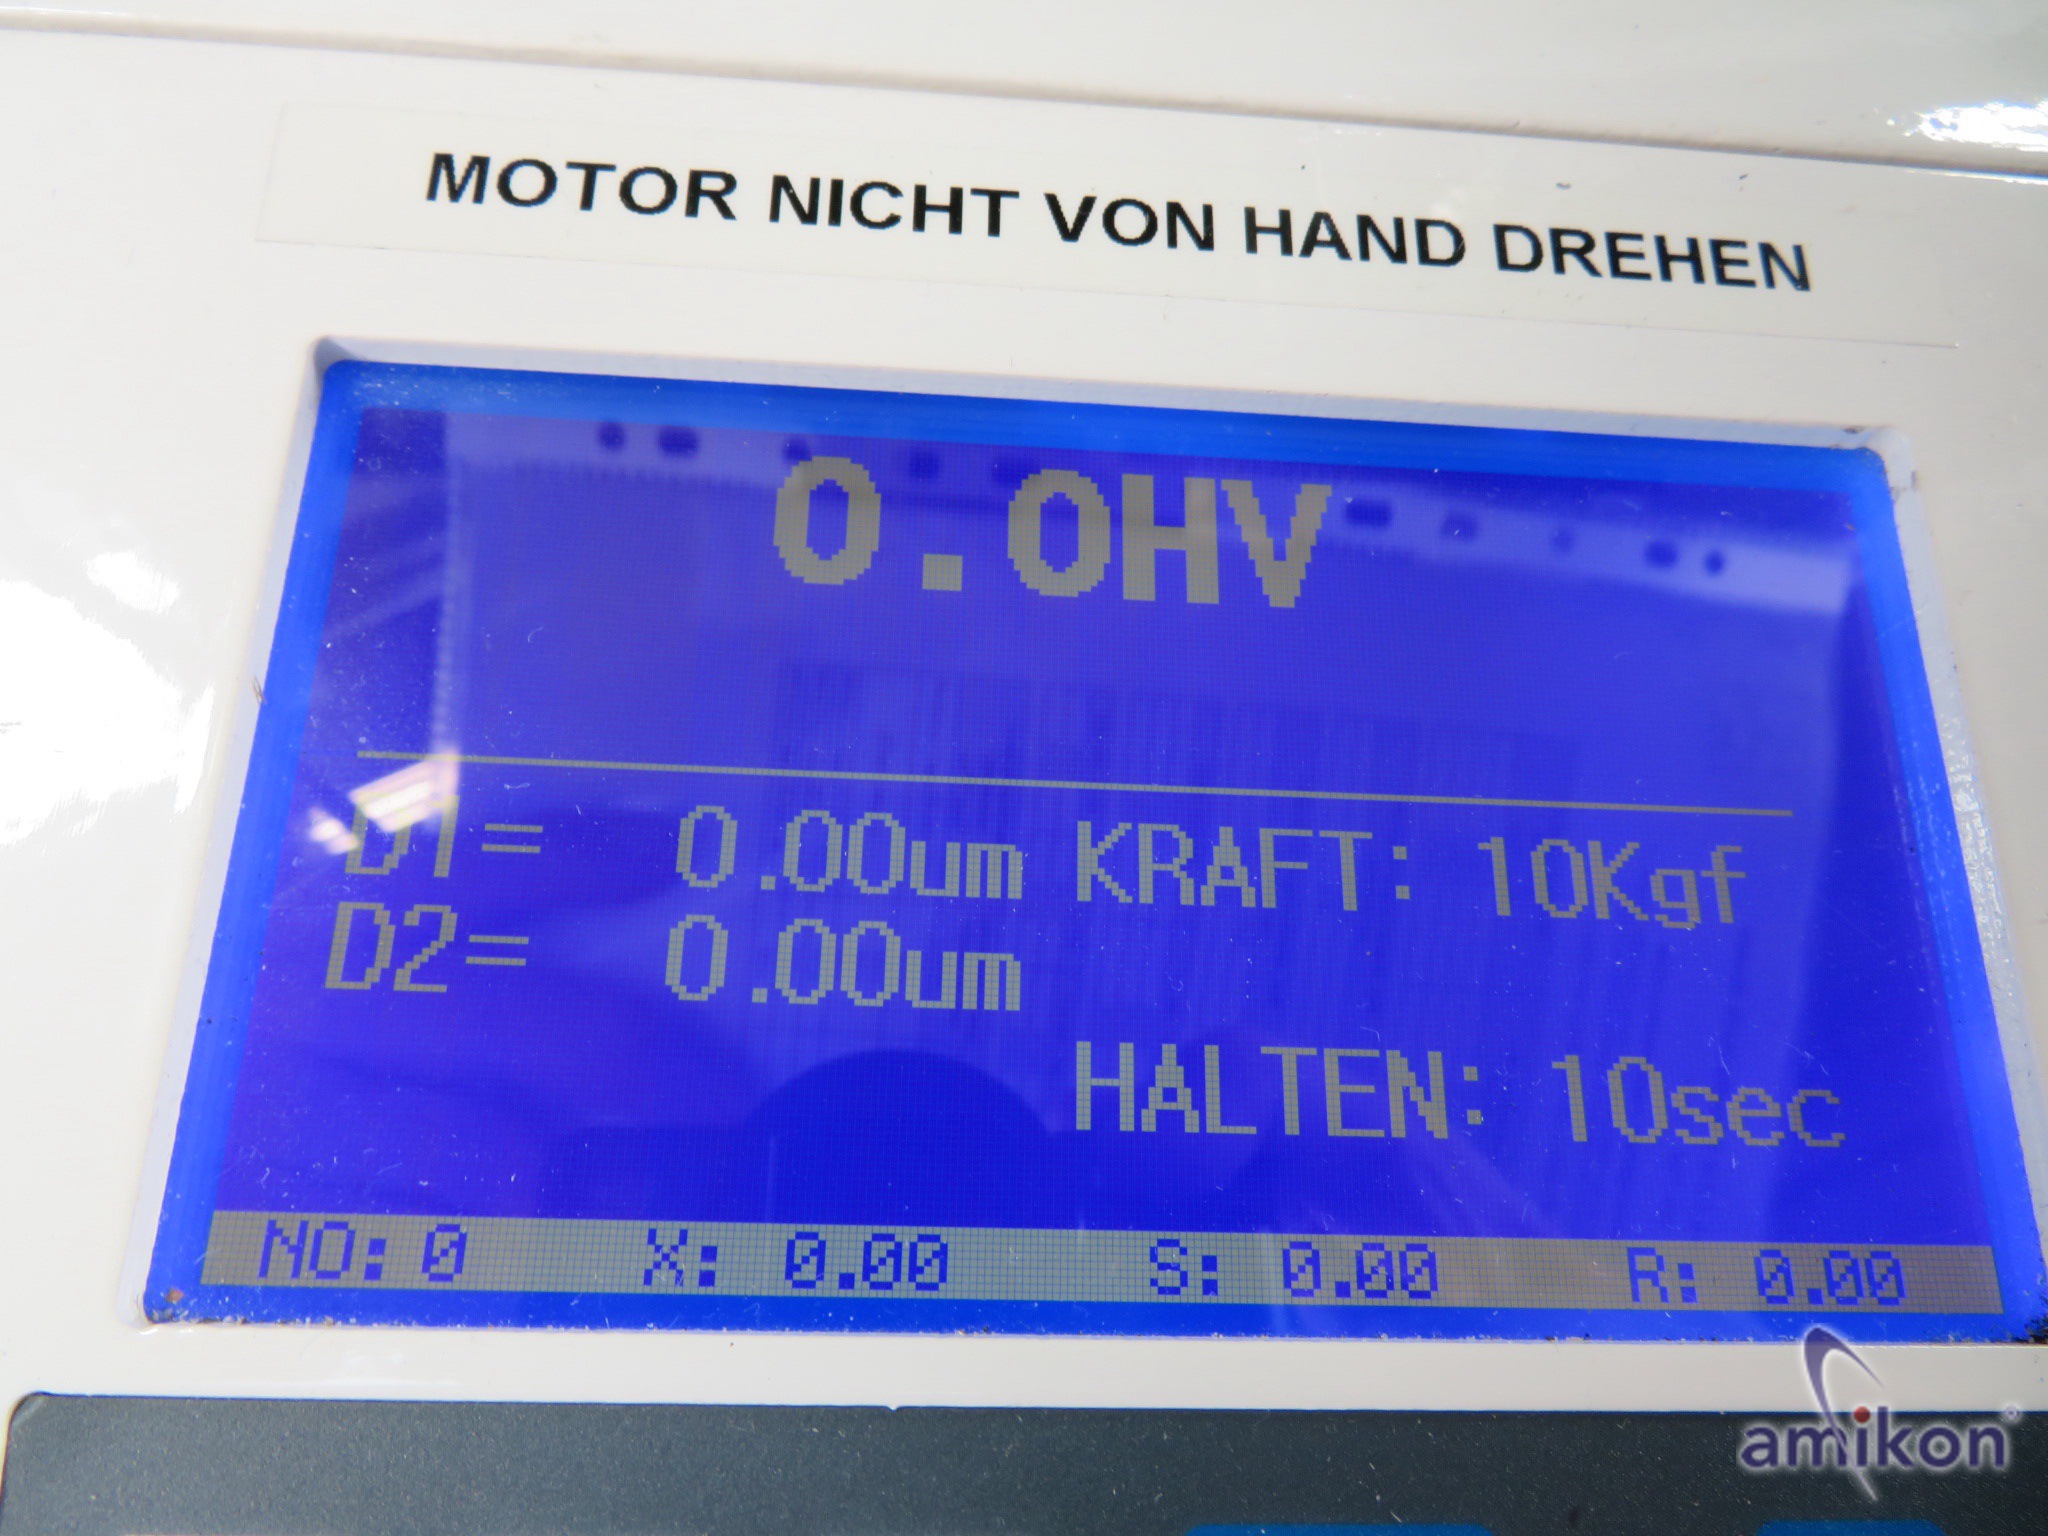 MOTOR NICHT VON HAND DREHEN
0.0HV
D1= 0.00um KRAFT: 10Kgf
D2= 0.00um
HALTEN: 10sec
NO: 0 X: 0.00 S: 0.00 R: 0.00
amikon®